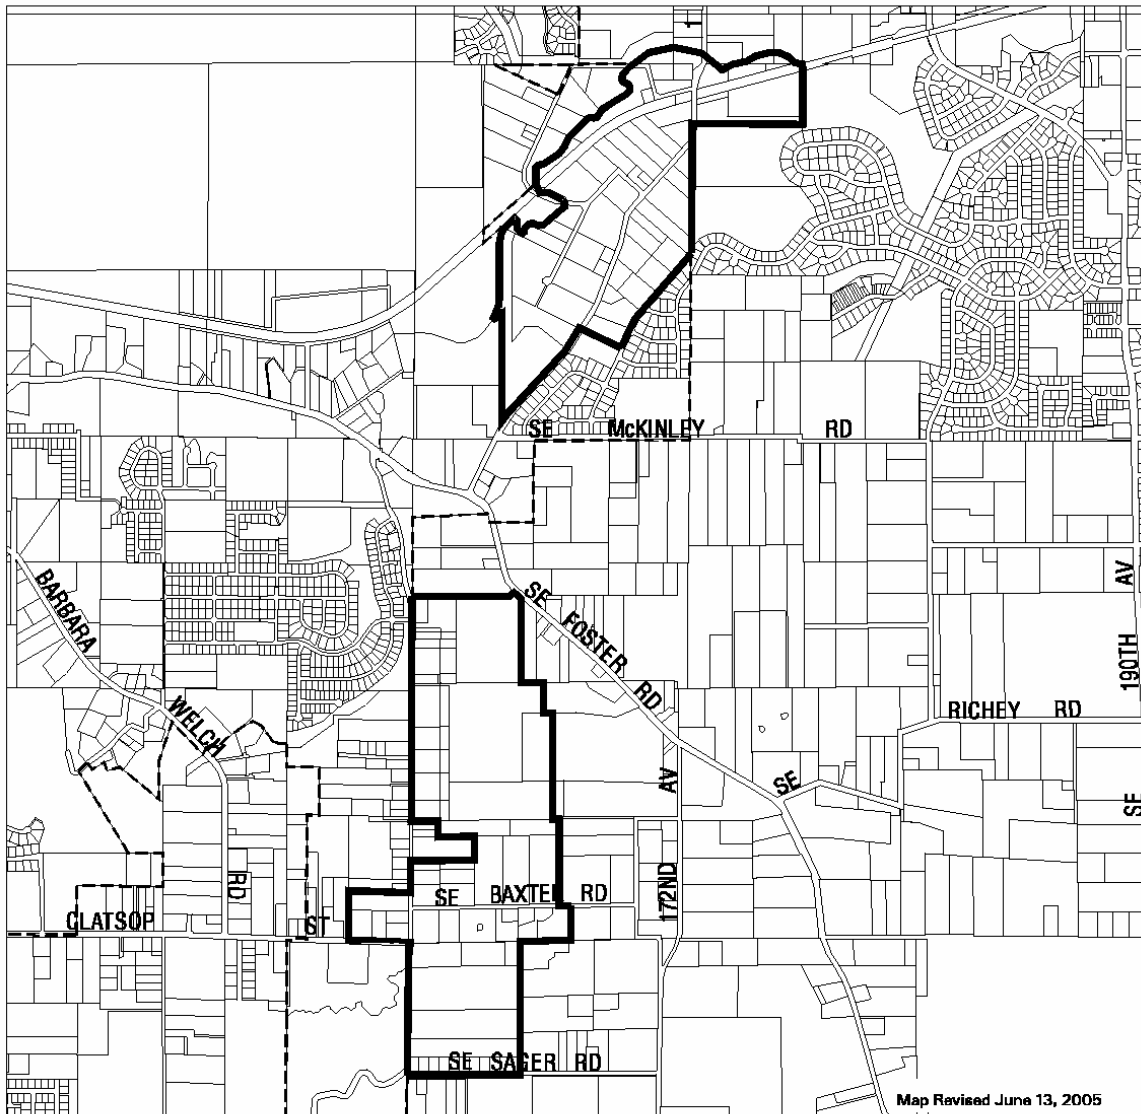 SE McKINLEY RD
BARBARA WELCH RD
SE FOSTER RD
190TH AV
SE
RICHEY RD
SE
172ND AV
SE BAXTER RD
CLATSOP ST
SE SAGER RD
Map Revised June 13, 2005